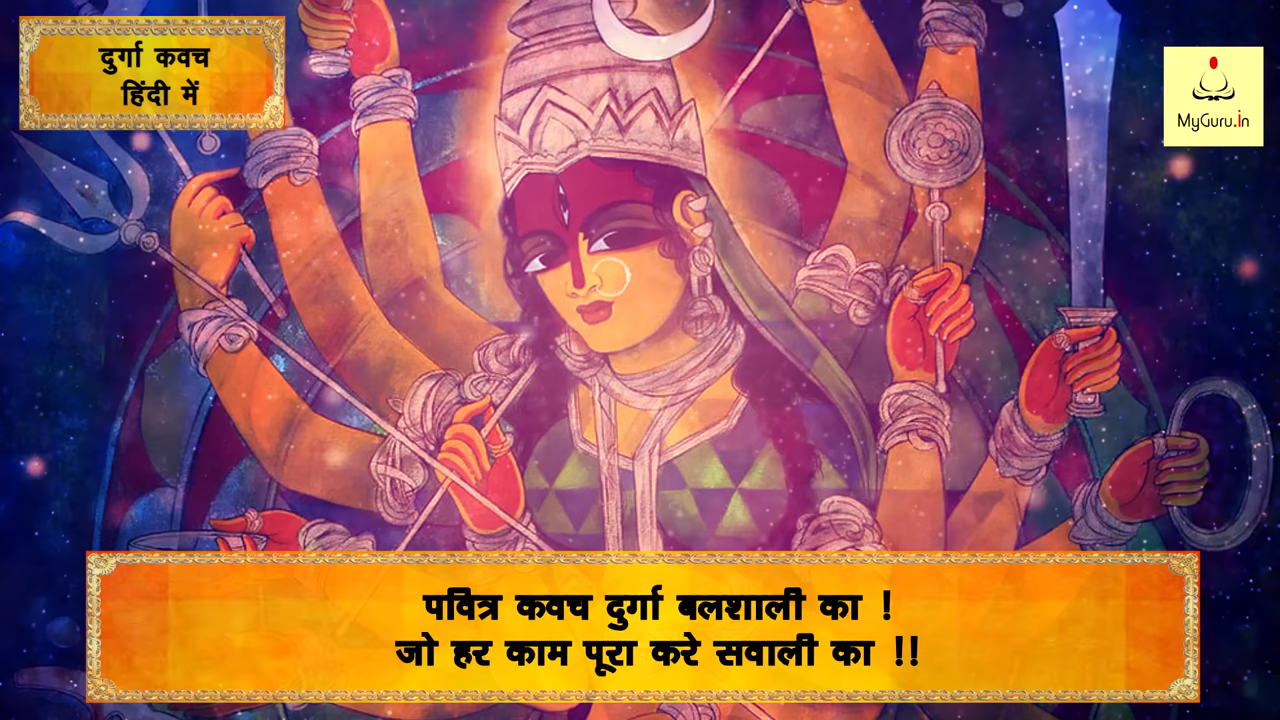 दुर्गा कवच
हिंदी में
MyGuru.in
पवित्र कवच दुर्गा बलशाली का !
जो हर काम पूरा करे सवाली का !!